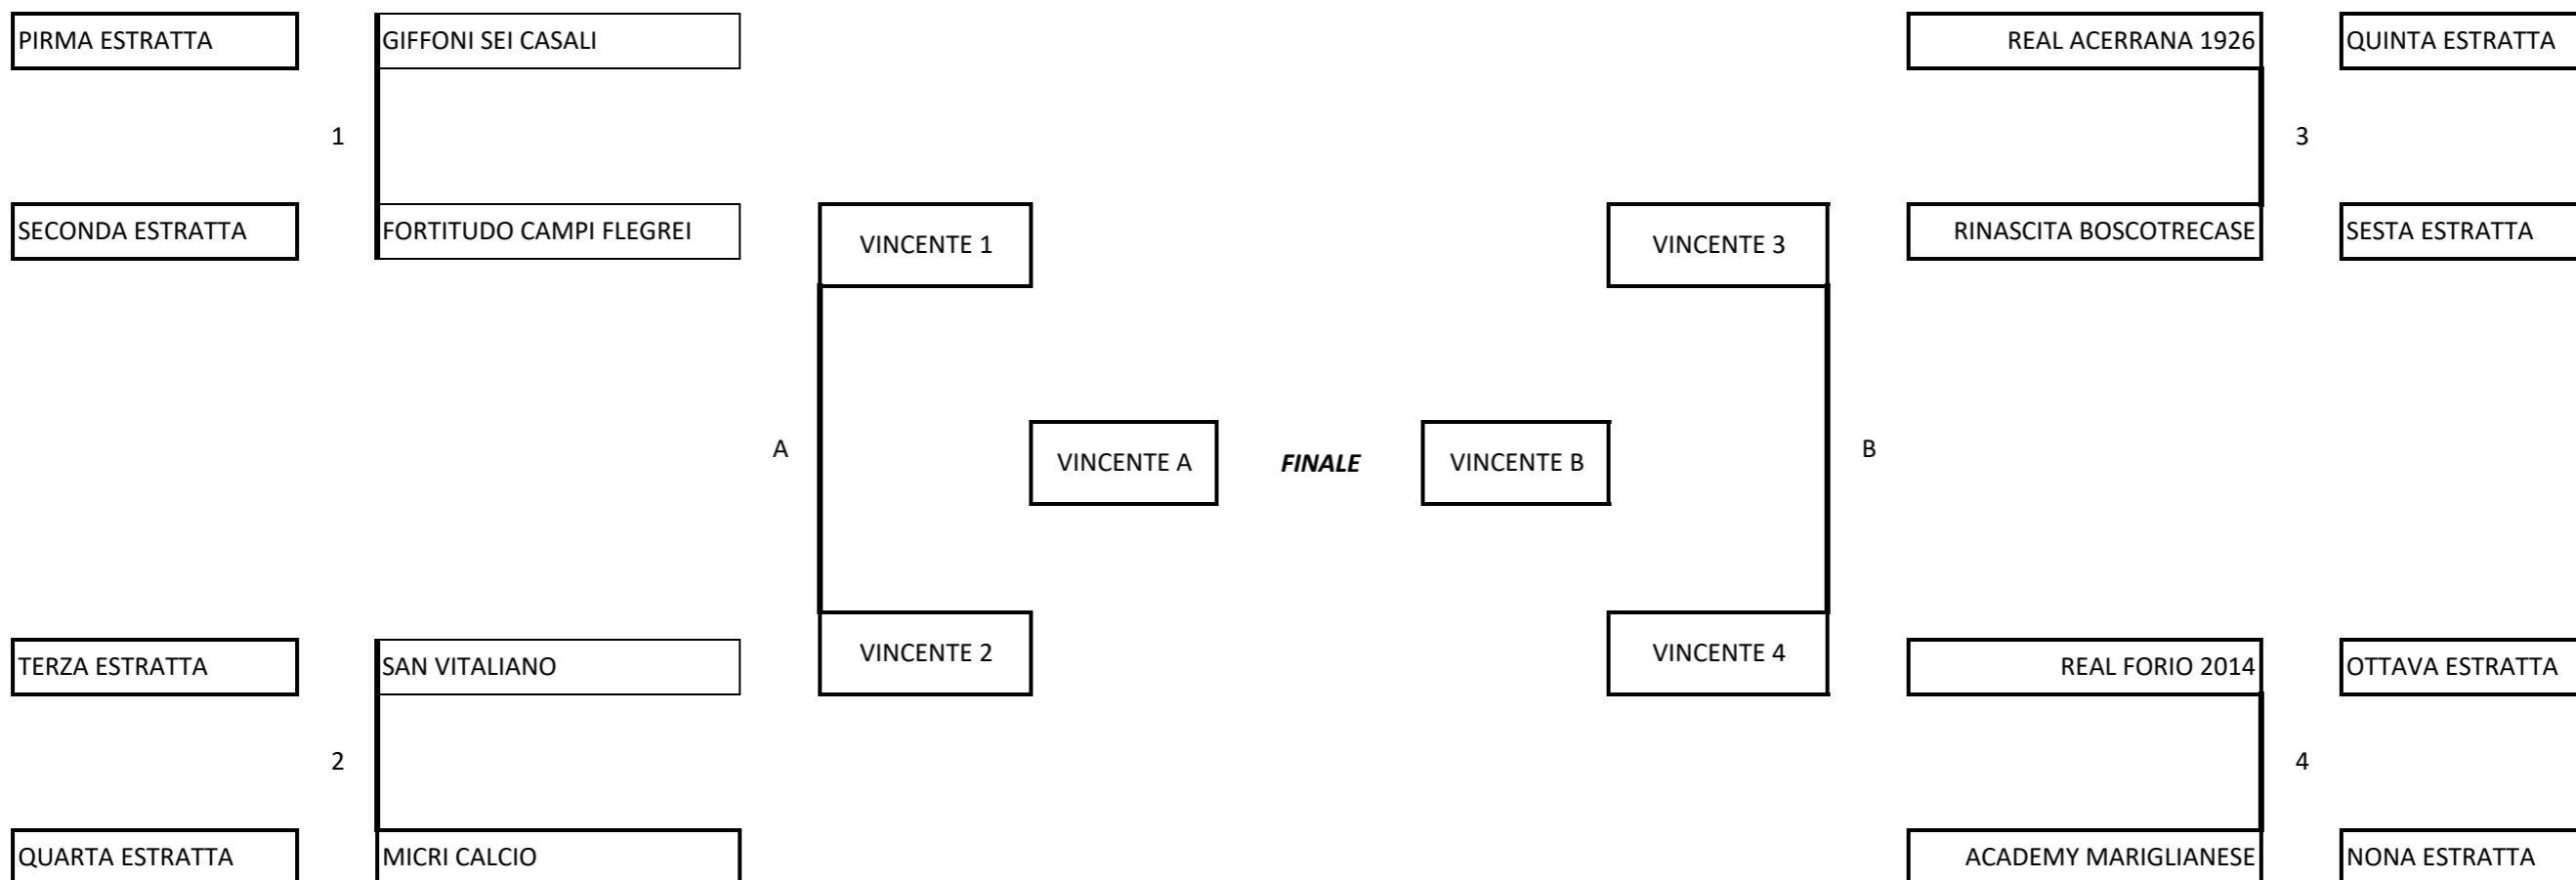 PIRMA ESTRATTA
GIFFONI SEI CASALI
REAL ACERRANA 1926
QUINTA ESTRATTA
1
3
SECONDA ESTRATTA
FORTITUDO CAMPI FLEGREI
VINCENTE 1
VINCENTE 3
RINASCITA BOSCOTRECASE
SESTA ESTRATTA
A
VINCENTE A
FINALE
VINCENTE B
B
TERZA ESTRATTA
SAN VITALIANO
VINCENTE 2
VINCENTE 4
REAL FORIO 2014
OTTAVA ESTRATTA
2
4
QUARTA ESTRATTA
MICRI CALCIO
ACADEMY MARIGLIANESE
NONA ESTRATTA